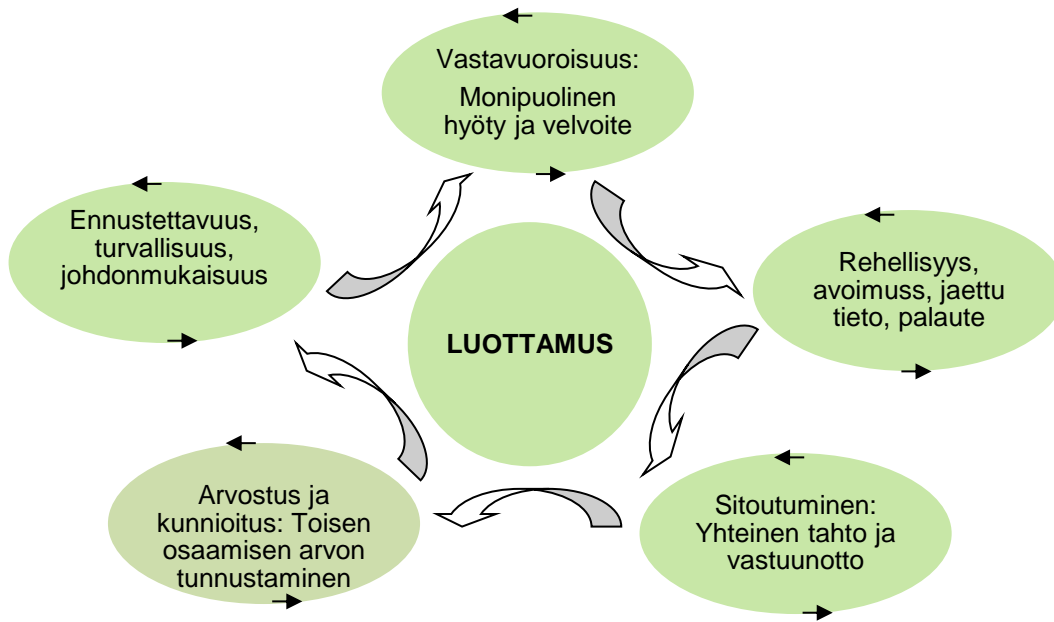 Vastavuoroisuus:
Monipuolinen
hyöty ja velvoite
Ennustettavuus,
turvallisuus,
johdonmukaisuus
Rehellisyys,
avoimuss, jaettu
tieto, palaute
LUOTTAMUS
Arvostus ja
kunnioitus: Toisen
osaamisen arvon
tunnustaminen
Sitoutuminen:
Yhteinen tahto ja
vastuunotto